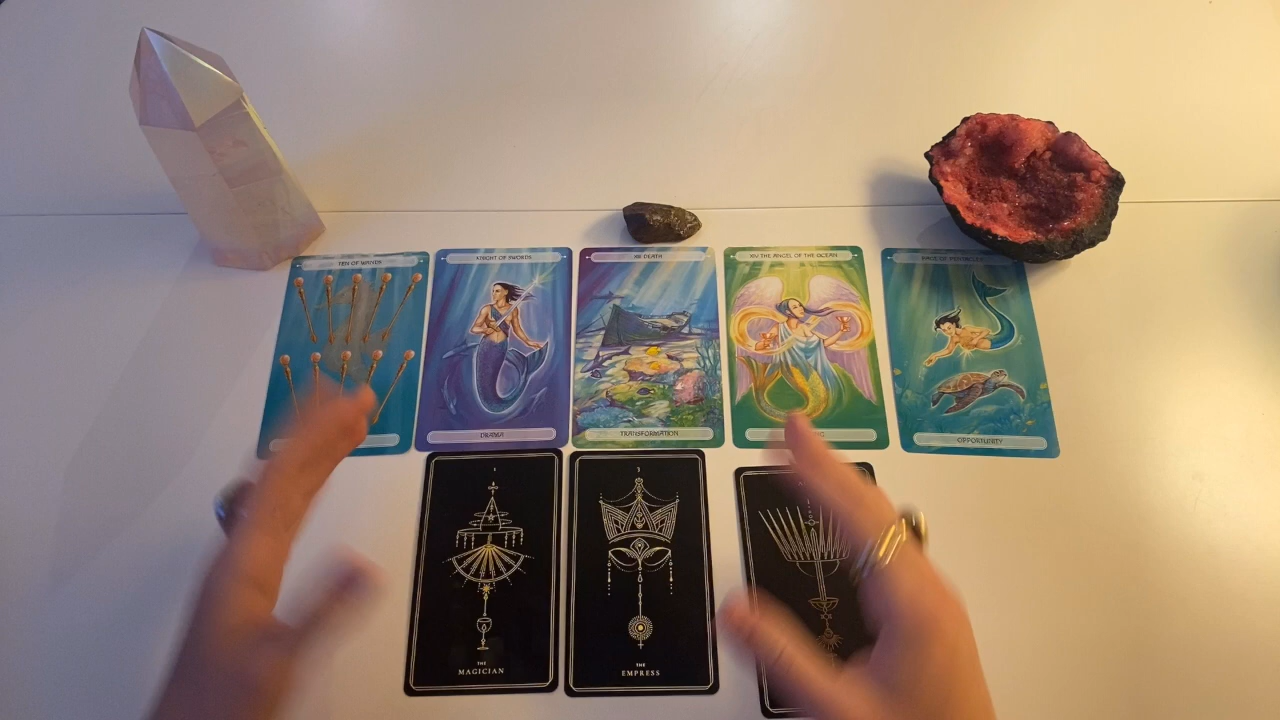 TEN OF WANDS
KNIGHT OF SWORDS
XIII DEATH
XIV THE ANGEL OF THE OCEAN
PAGE OF PENTACLES
DRAMA
TRANSFORMATION
OPPORTUNITY
I
THE
MAGICIAN
THE
EMPRESS